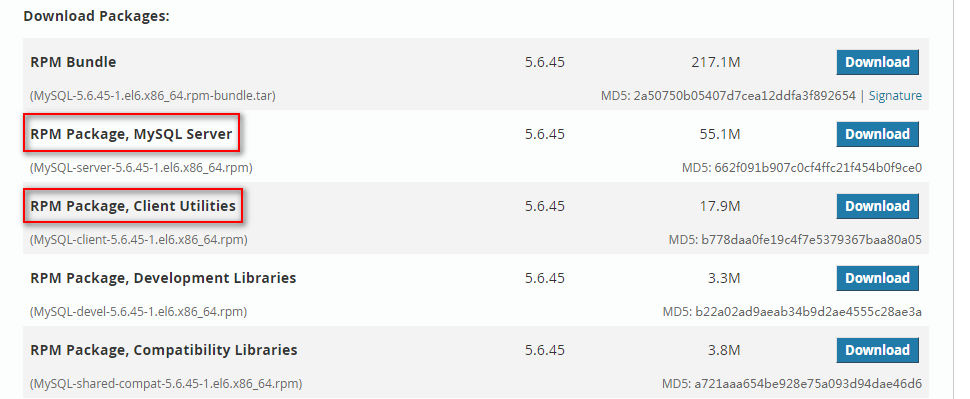 Download Packages:
RPM Bundle 5.6.45 217.1M Download
(MySQL-5.6.45-1.el6.x86_64.rpm-bundle.tar) MD5: 2a50750b05407d7cea12ddfa3f892654 | Signature
RPM Package, MySQL Server 5.6.45 55.1M Download
(MySQL-server-5.6.45-1.el6.x86_64.rpm) MD5: 662f091b907c0cf4ffc21f454b0f9ce0
RPM Package, Client Utilities 5.6.45 17.9M Download
(MySQL-client-5.6.45-1.el6.x86_64.rpm) MD5: b778daa0fe19c4f7e5379367baa80a05
RPM Package, Development Libraries 5.6.45 3.3M Download
(MySQL-devel-5.6.45-1.el6.x86_64.rpm) MD5: b22a02ad9aeab34b9d2ae4555c28ae3a
RPM Package, Compatibility Libraries 5.6.45 3.8M Download
(MySQL-shared-compat-5.6.45-1.el6.x86_64.rpm) MD5: a721aaa654be928e75a093d94dae46d6